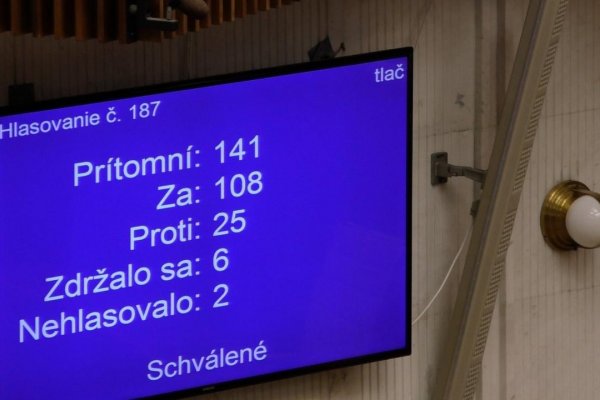 tlač
Hlasovanie č. 187
Prítomní: 141
Za: 108
Proti: 25
Zdržalo sa: 6
Nehlasovalo: 2
Schválené